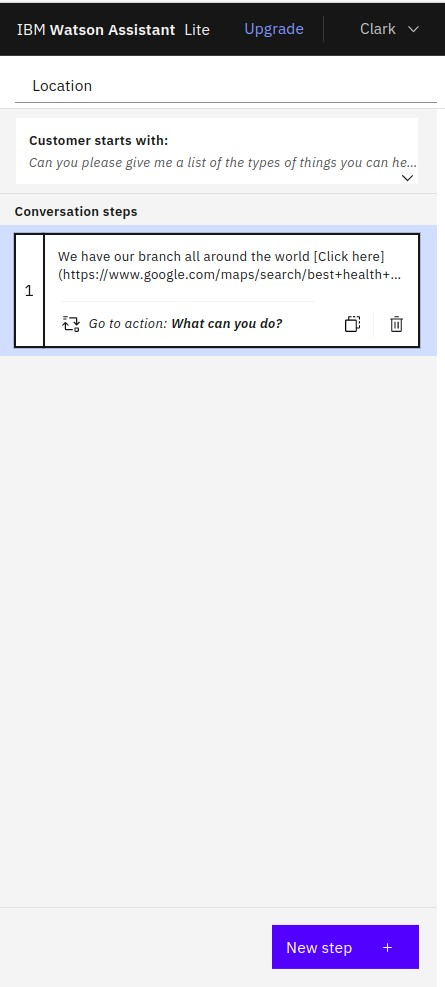 IBM Watson Assistant Lite Upgrade Clark
Location
Customer starts with:
Can you please give me a list of the types of things you can he...
Conversation steps
1
We have our branch all around the world [Click here]
(https://www.google.com/maps/search/best+health+...
Go to action: What can you do?
New step +